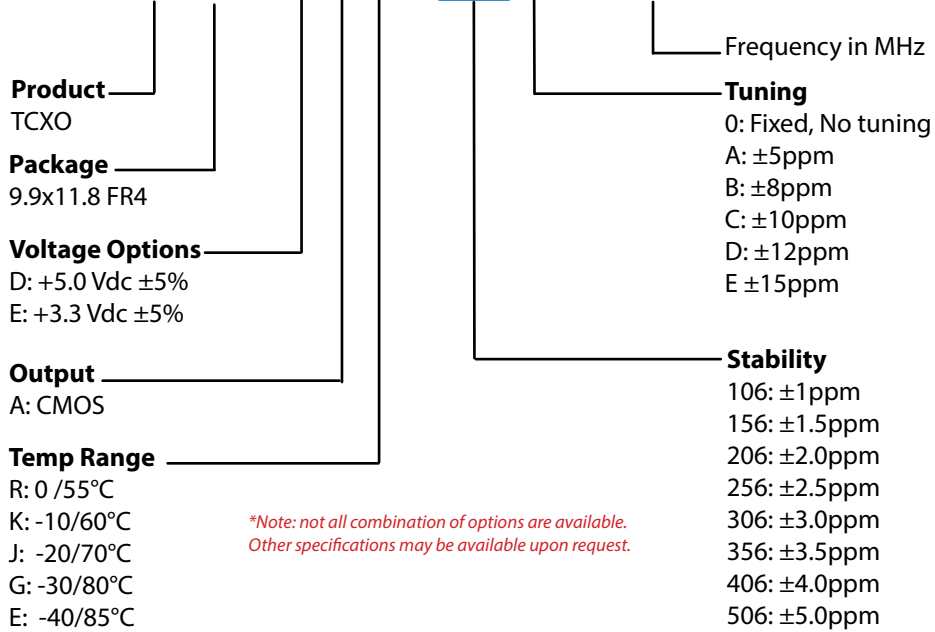 Product
TCXO
Package
9.9x11.8 FR4
Voltage Options
D: +5.0 Vdc ±5%
E: +3.3 Vdc ±5%
Output
A: CMOS
Temp Range
R: 0 /55°C
K: -10/60°C
J: -20/70°C
G: -30/80°C
E: -40/85°C
*Note: not all combination of options are available.
Other specifications may be available upon request.
Frequency in MHz
Tuning
0: Fixed, No tuning
A: ±5ppm
B: ±8ppm
C: ±10ppm
D: ±12ppm
E ±15ppm
Stability
106: ±1ppm
156: ±1.5ppm
206: ±2.0ppm
256: ±2.5ppm
306: ±3.0ppm
356: ±3.5ppm
406: ±4.0ppm
506: ±5.0ppm